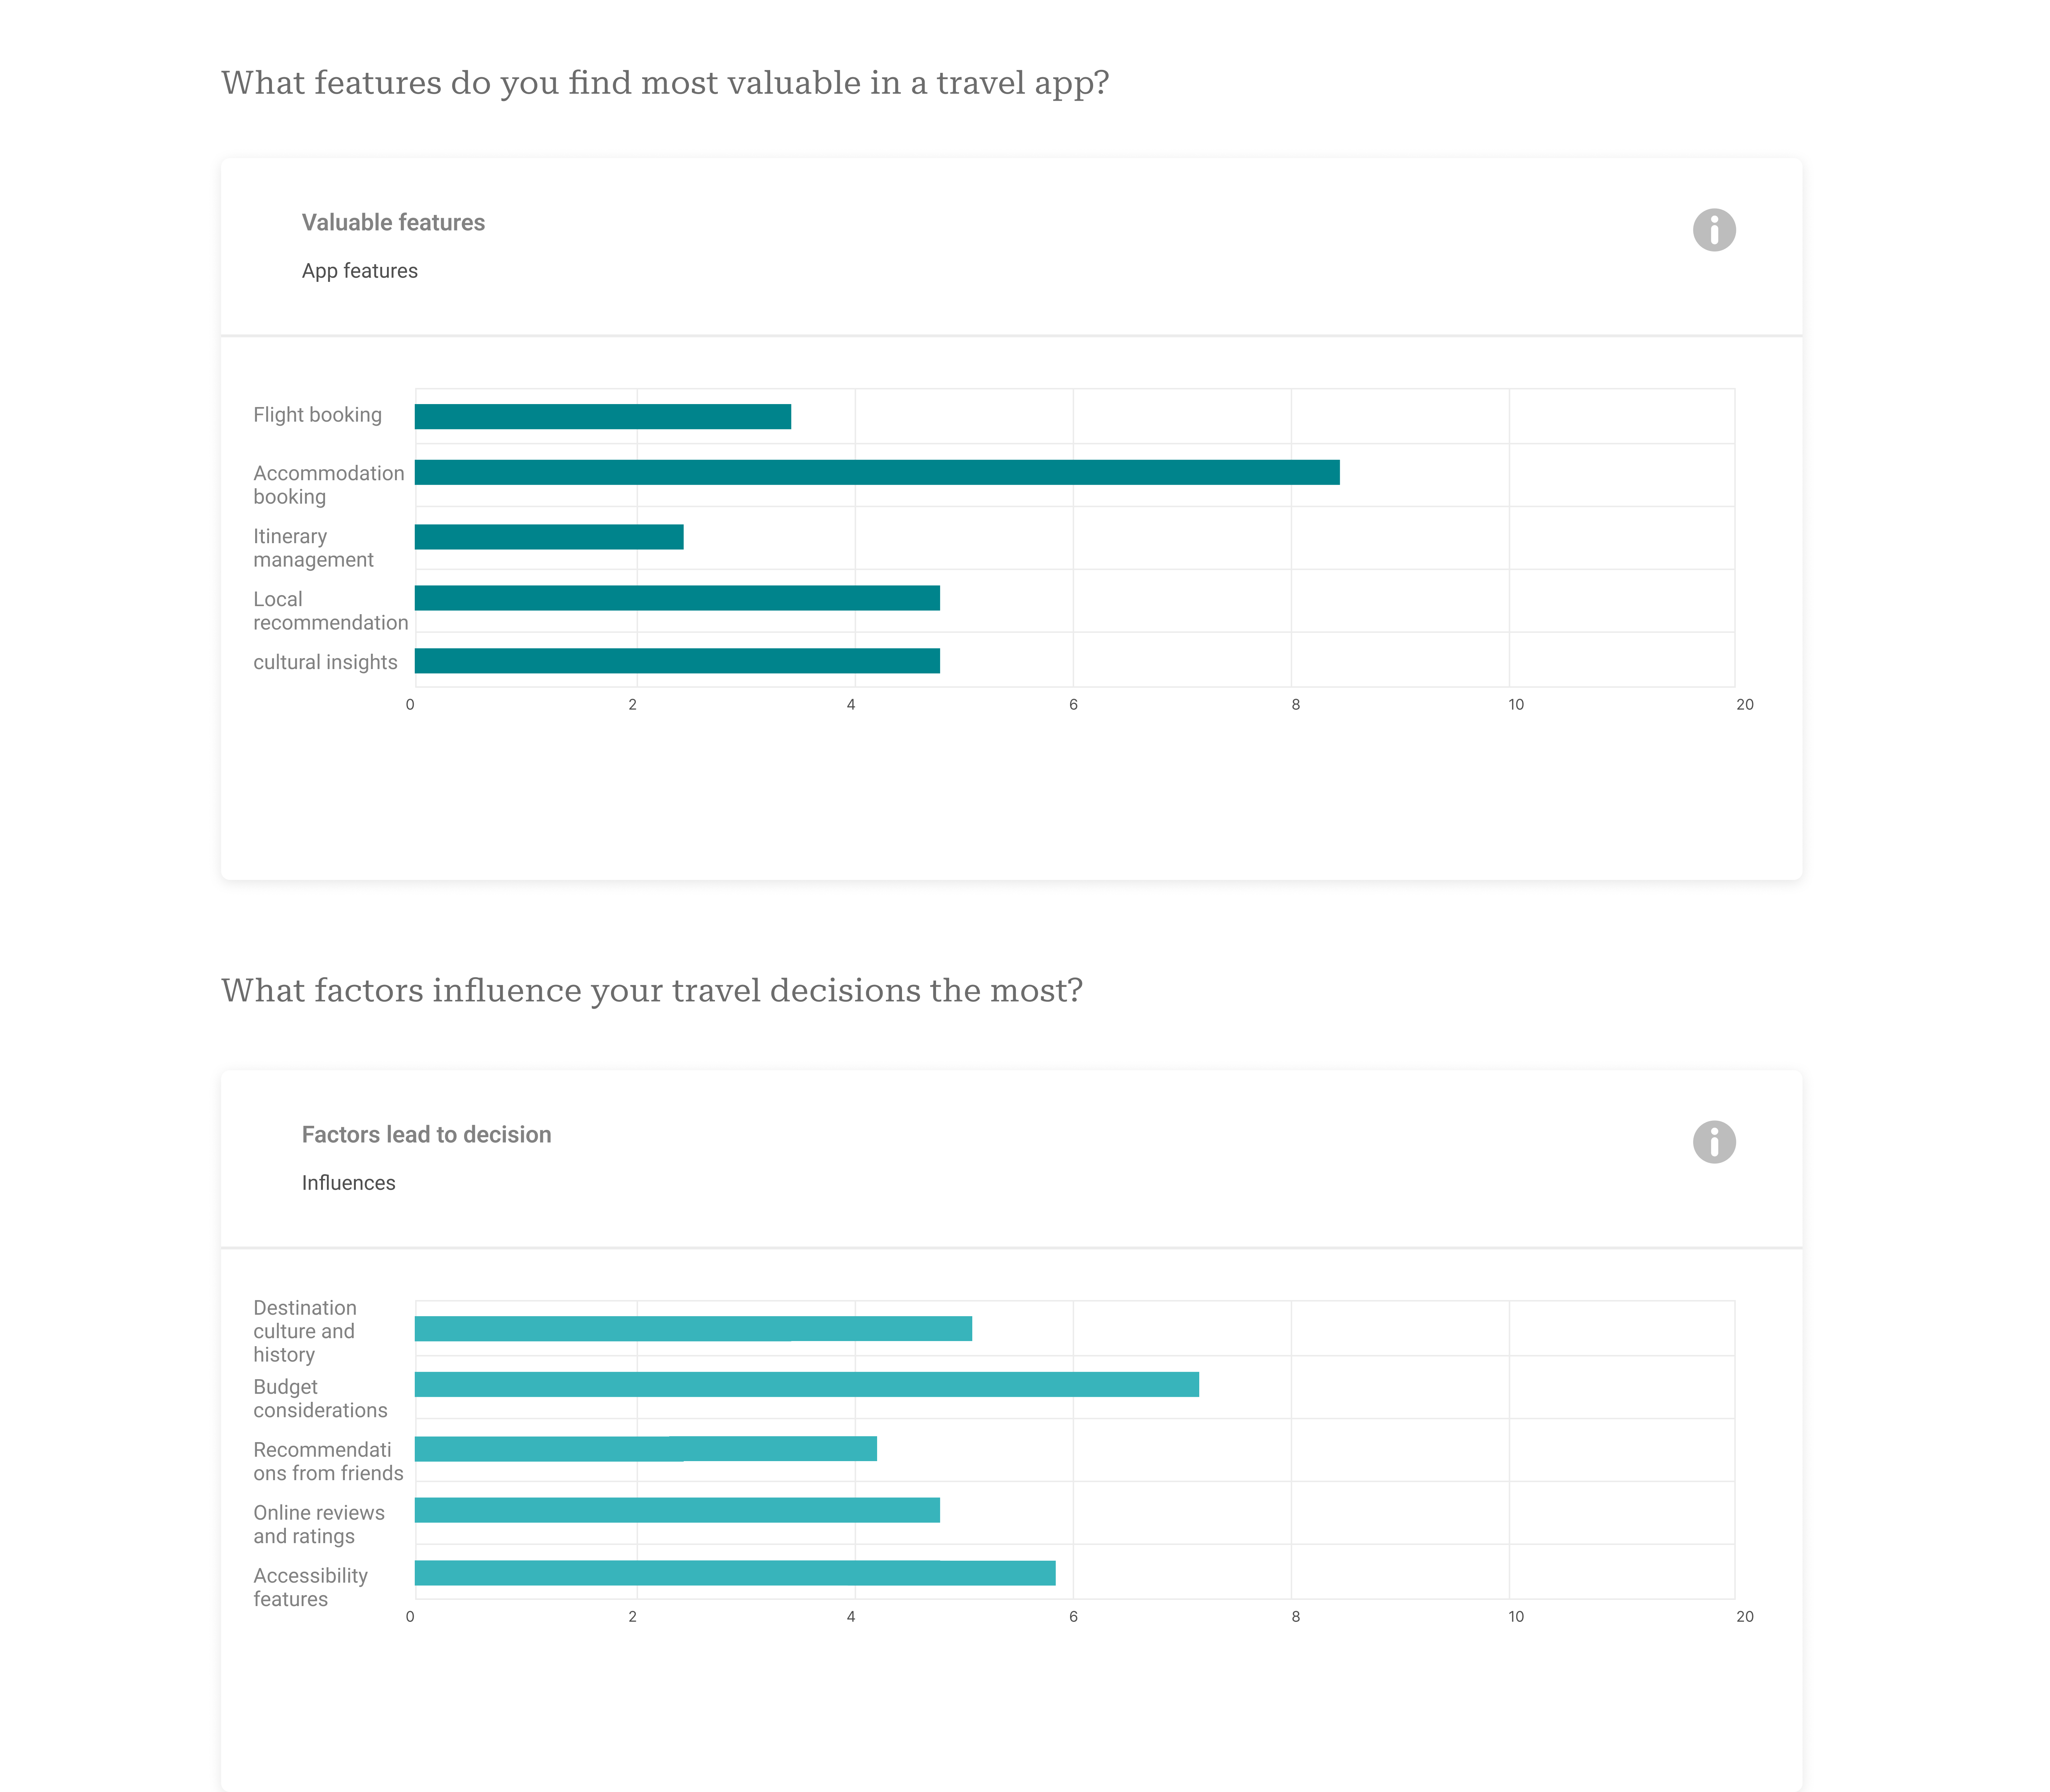 What features do you find most valuable in a travel app?
Valuable features
App features
Flight booking
Accommodation
booking
Itinerary
management
Local
recommendation
cultural insights
0 2 4 6 8 10 20
What factors influence your travel decisions the most?
Factors lead to decision
Influences
Destination
culture and
history
Budget
considerations
Recommendati
ons from friends
Online reviews
and ratings
Accessibility
features
0 2 4 6 8 10 20